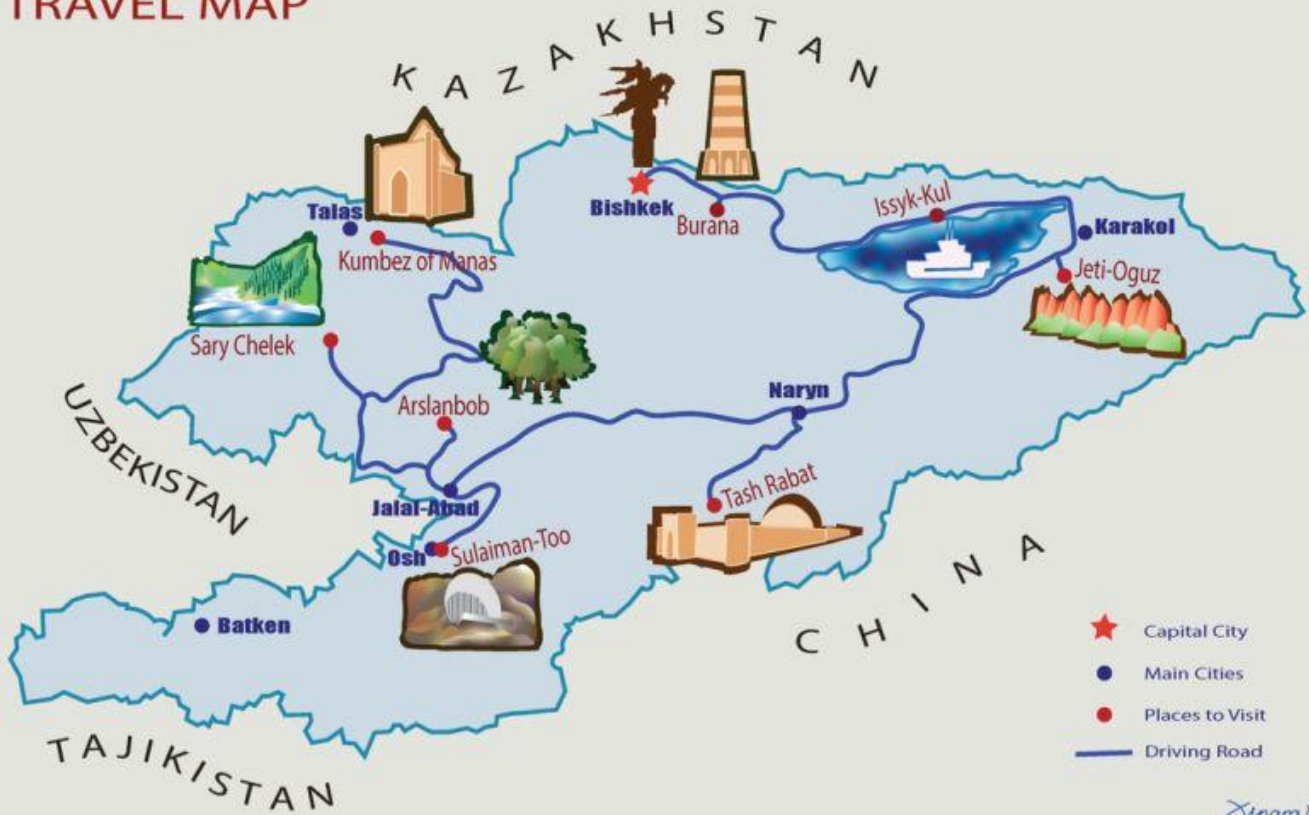 TRAVEL MAP
KAZAKHSTAN
Talas
Kumbez of Manas
Bishkek
Burana
Issyk-Kul
Karakol
Jeti-Oguz
Sary Chelek
Arslanbob
Naryn
UZBEKISTAN
Jalal-Abad
Tash Rabat
Osh
Sulaiman-Too
Batken
CHINA
TAJIKISTAN
Capital City
Main Cities
Places to Visit
Driving Road